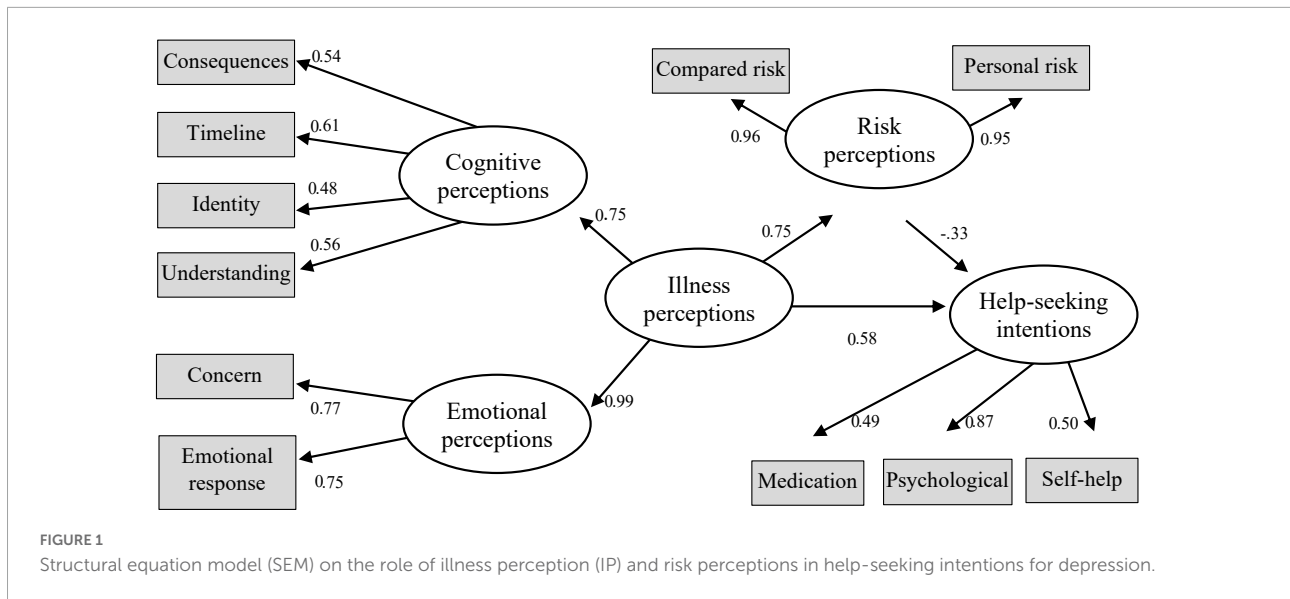 Consequences
0.54
Timeline
0.61
Identity
0.48
Understanding
0.56
Cognitive
perceptions
0.75
Compared risk
0.96
Personal risk
0.95
Risk
perceptions
0.75
-.33
Illness
perceptions
0.58
Help-seeking
intentions
Concern
0.77
Emotional
response
0.75
Emotional
perceptions
0.99
0.49
0.87
0.50
Medication
Psychological
Self-help
FIGURE 1
Structural equation model (SEM) on the role of illness perception (IP) and risk perceptions in help-seeking intentions for depression.